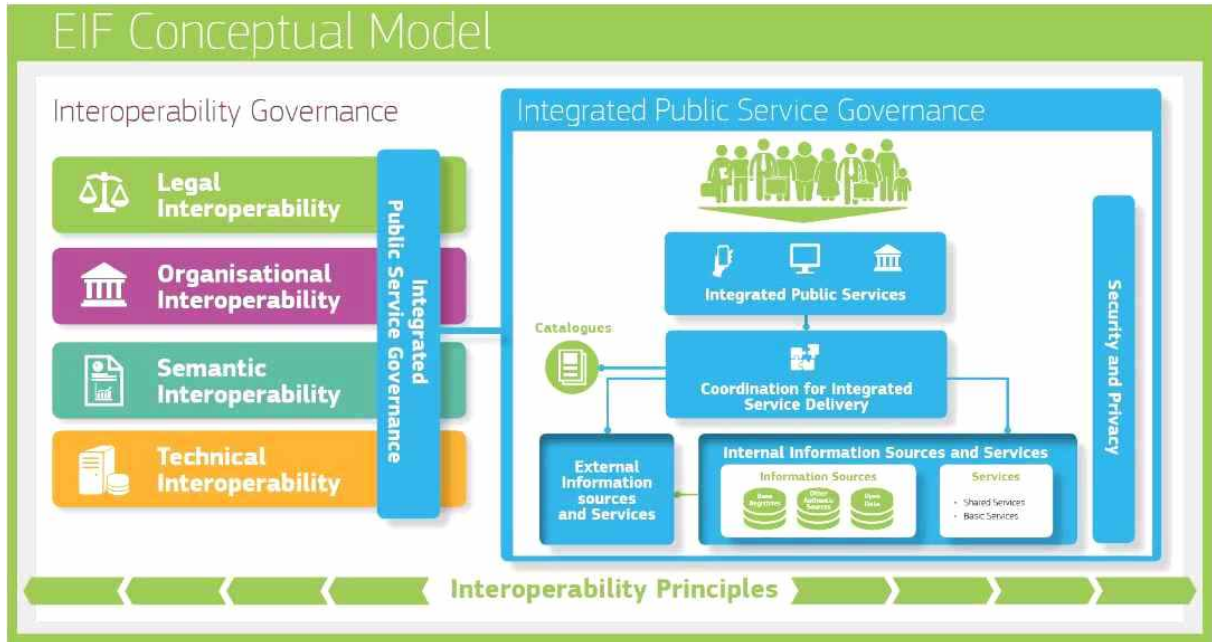 EIF Conceptual Model
Interoperability Governance
Legal
Interoperability
Organisational
Interoperability
Semantic
Interoperability
Technical
Interoperability
Integrated
Public Service Governance
Integrated Public Service Governance
Integrated Public Services
Catalogues
Coordination for Integrated
Service Delivery
External
Information
sources
and Services
Internal Information Sources and Services
Information Sources
Base
Registries
Other
Authentic
Sources
Open
Data
Services
• Shared Services
• Basic Services
Security and Privacy
Interoperability Principles